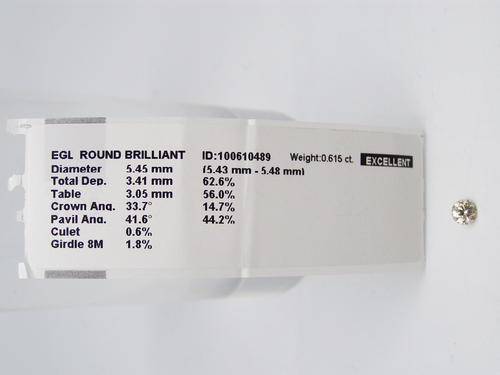 EGL ROUND BRILLIANT ID:100610489 Weight:0.615 ct. EXCELLENT
Diameter 5.45 mm (5.43 mm - 5.48 mm)
Total Dep. 3.41 mm 62.6%
Table 3.05 mm 56.0%
Crown Ang. 33.7° 14.7%
Pavil Ang. 41.6° 44.2%
Culet 0.6%
Girdle 8M 1.8%